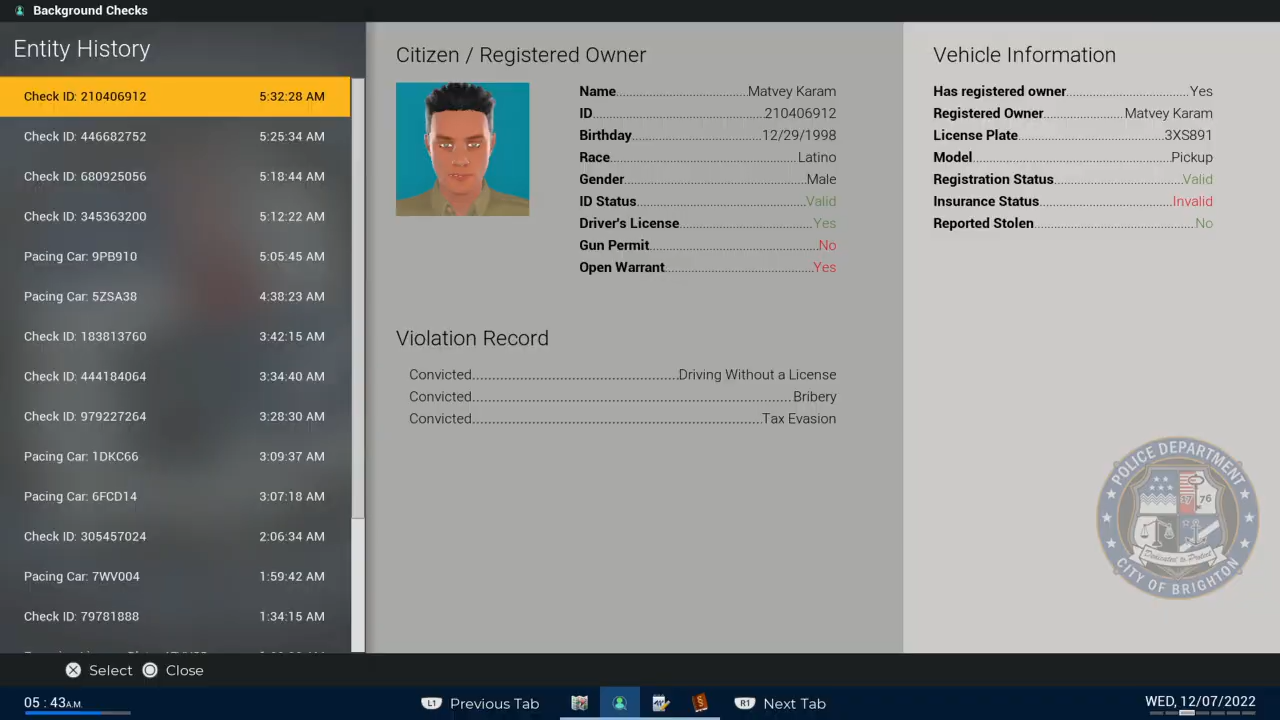 Background Checks
Entity History
Check ID: 210406912 5:32:28 AM
Check ID: 446682752 5:25:34 AM
Check ID: 680925056 5:18:44 AM
Check ID: 345363200 5:12:22 AM
Pacing Car: 9PB910 5:05:45 AM
Pacing Car: 5ZSA38 4:38:23 AM
Check ID: 183813760 3:42:15 AM
Check ID: 444184064 3:34:40 AM
Check ID: 979227264 3:28:30 AM
Pacing Car: 1DKC66 3:09:37 AM
Pacing Car: 6FCD14 3:07:18 AM
Check ID: 305457024 2:06:34 AM
Pacing Car: 7WV004 1:59:42 AM
Check ID: 79781888 1:34:15 AM
Citizen / Registered Owner
Name Matvey Karam
ID 210406912
Birthday 12/29/1998
Race Latino
Gender Male
ID Status Valid
Driver's License Yes
Gun Permit No
Open Warrant Yes
Violation Record
Convicted Driving Without a License
Convicted Bribery
Convicted Tax Evasion
Vehicle Information
Has registered owner Yes
Registered Owner Matvey Karam
License Plate 3XS891
Model Pickup
Registration Status Valid
Insurance Status Invalid
Reported Stolen No
POLICE DEPARTMENT
17 76
Dedicated to Protect
CITY OF BRIGHTON
Select Close
05 : 43 A.M.
L1 Previous Tab
R1 Next Tab
WED, 12/07/2022